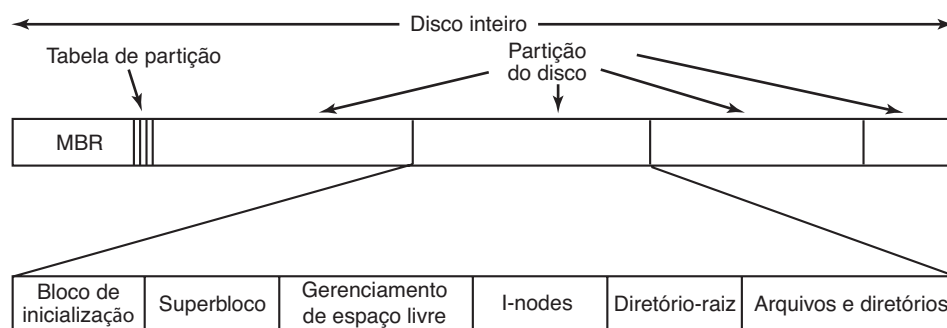 Disco inteiro
Tabela de partição
Partição
do disco
MBR
Bloco de
inicialização
Superbloco
Gerenciamento
de espaço livre
I-nodes
Diretório-raiz
Arquivos e diretórios